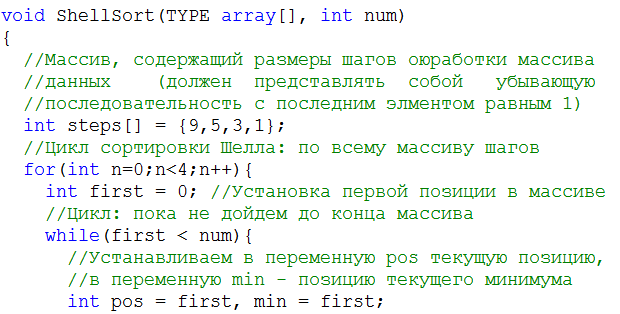 void ShellSort(TYPE array[], int num)
{
//Массив, содержащий размеры шагов оюработки массива
//данных (должен представлять собой убывающую
//последовательность с последним элментом равным 1)
int steps[] = {9,5,3,1};
//Цикл сортировки Шелла: по всему массиву шагов
for(int n=0;n<4;n++){
int first = 0; //Установка первой позиции в массиве
//Цикл: пока не дойдем до конца массива
while(first < num){
//Устанавливаем в переменную pos текущую позицию,
//в переменную min - позицию текущего минимума
int pos = first, min = first;